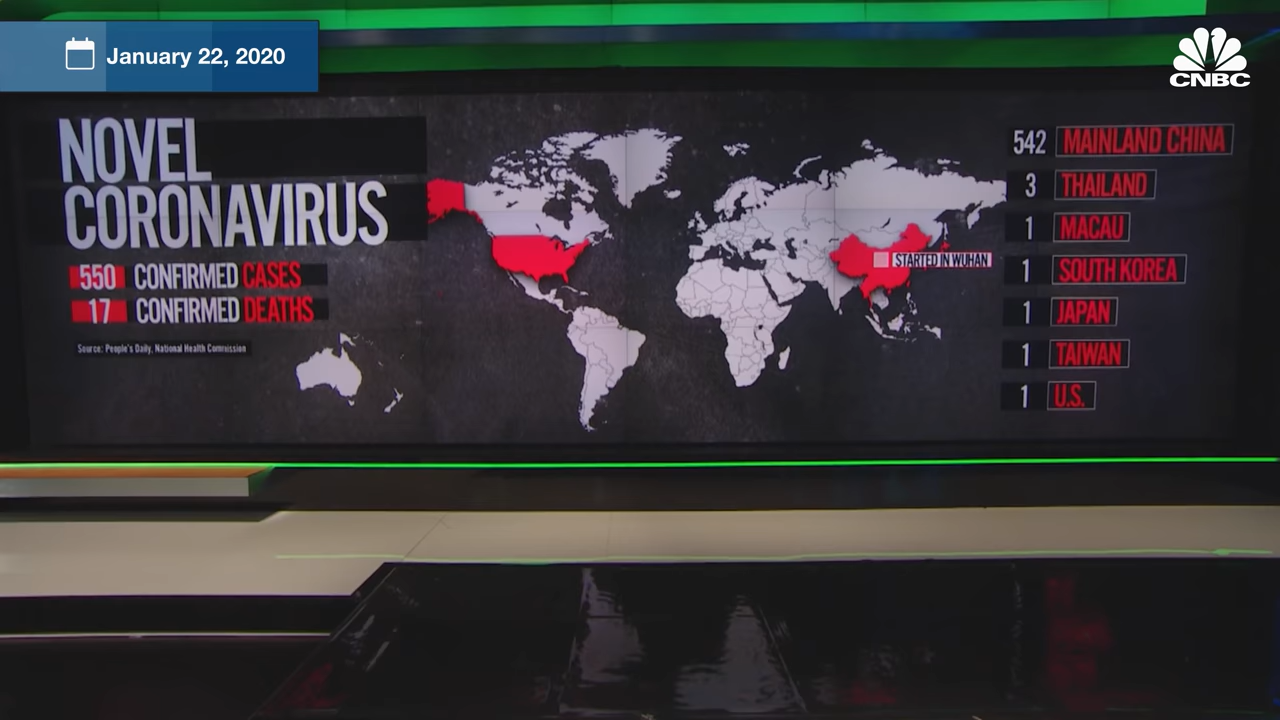 January 22, 2020
CNBC
NOVEL
CORONAVIRUS
550 CONFIRMED CASES
17 CONFIRMED DEATHS
Source: People's Daily, National Health Commission
STARTED IN WUHAN
542 MAINLAND CHINA
3 THAILAND
1 MACAU
1 SOUTH KOREA
1 JAPAN
1 TAIWAN
1 U.S.